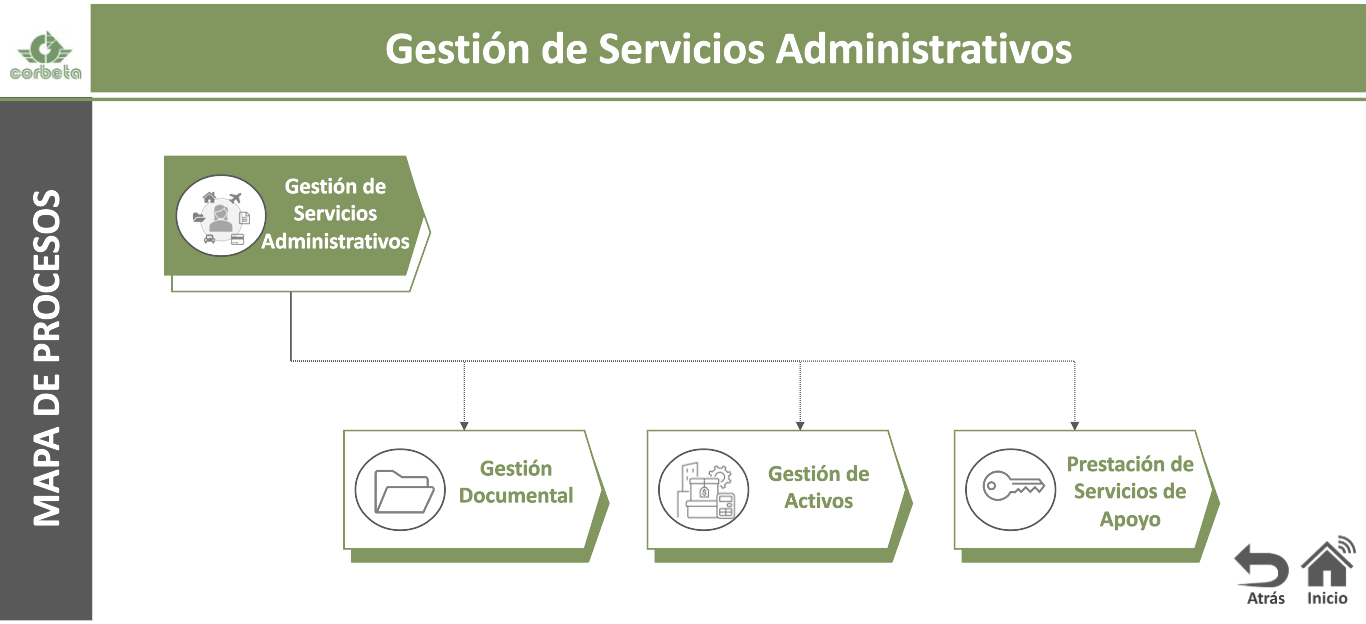 corbeta
Gestión de Servicios Administrativos
MAPA DE PROCESOS
Gestión de
Servicios
Administrativos
Gestión
Documental
Gestión de
Activos
Prestación de
Servicios de
Apoyo
Atrás
Inicio